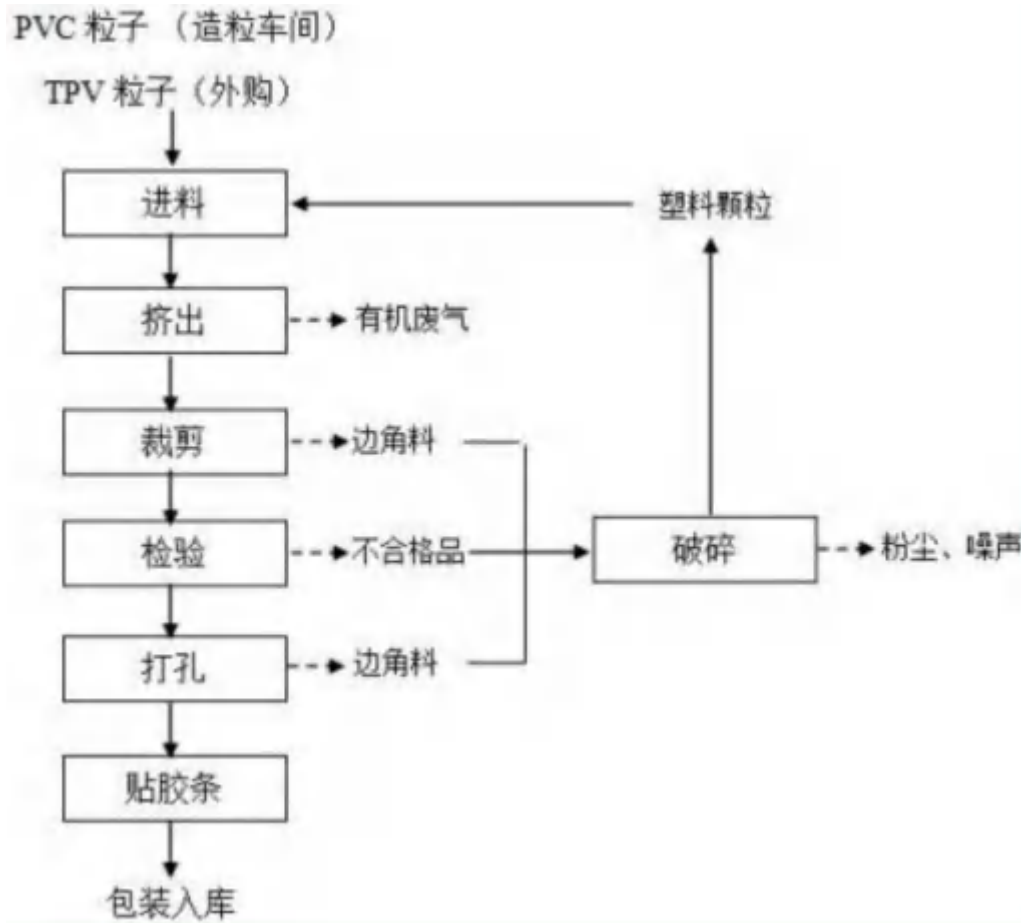 PVC 粒子 （造粒车间）
TPV 粒子（外购）
进料
塑料颗粒
挤出
有机废气
裁剪
边角料
检验
不合格品
破碎
粉尘、噪声
打孔
边角料
贴胶条
包装入库